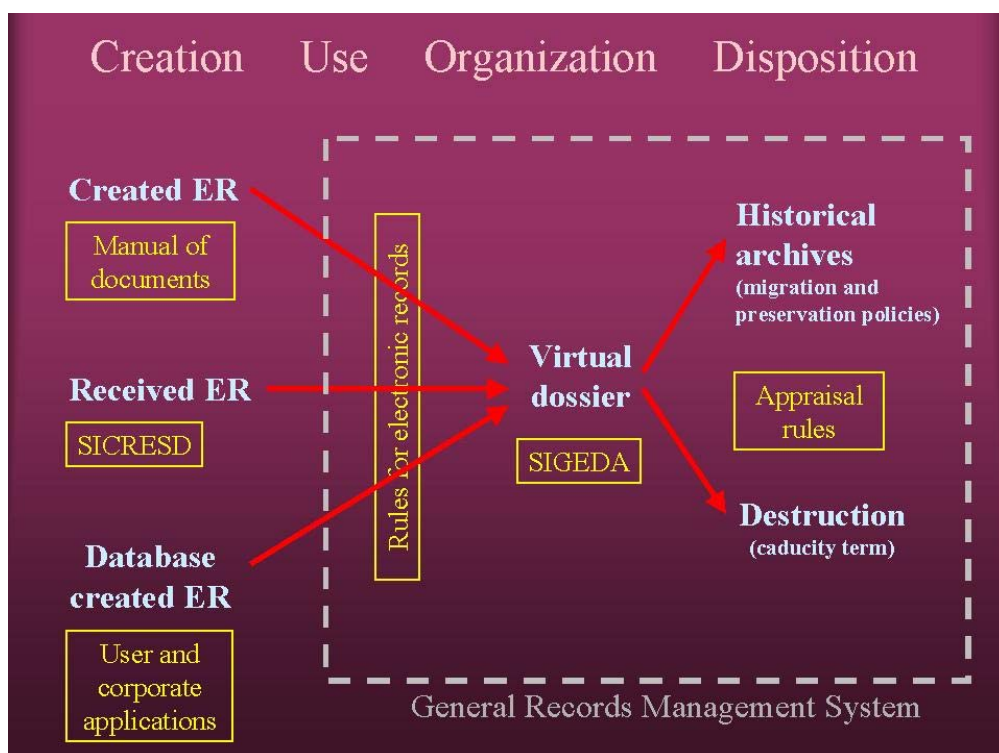 Creation Use Organization Disposition
Created ER
Manual of
documents
Received ER
SICRESD
Database
created ER
User and
corporate
applications
Rules for electronic records
Virtual
dossier
SIGEDA
Historical
archives
(migration and
preservation policies)
Appraisal
rules
Destruction
(caducity term)
General Records Management System